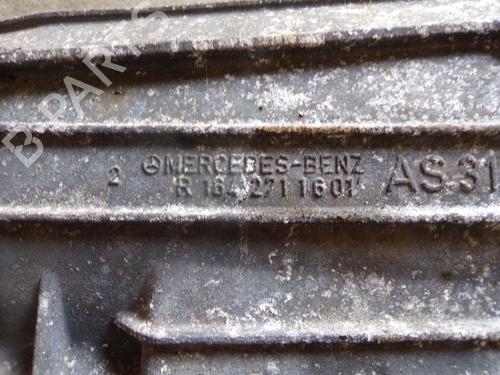 B PARTS
2 MERCEDES-BENZ AS.31
R 164 271 1601